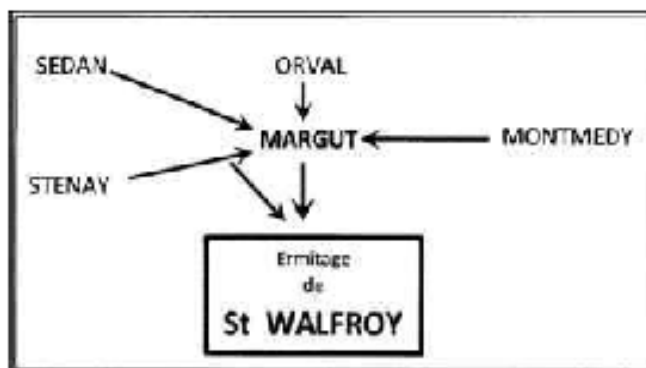 SEDAN
ORVAL
MARGUT
MONTMEDY
STENAY
Ermitage
de
St WALFROY